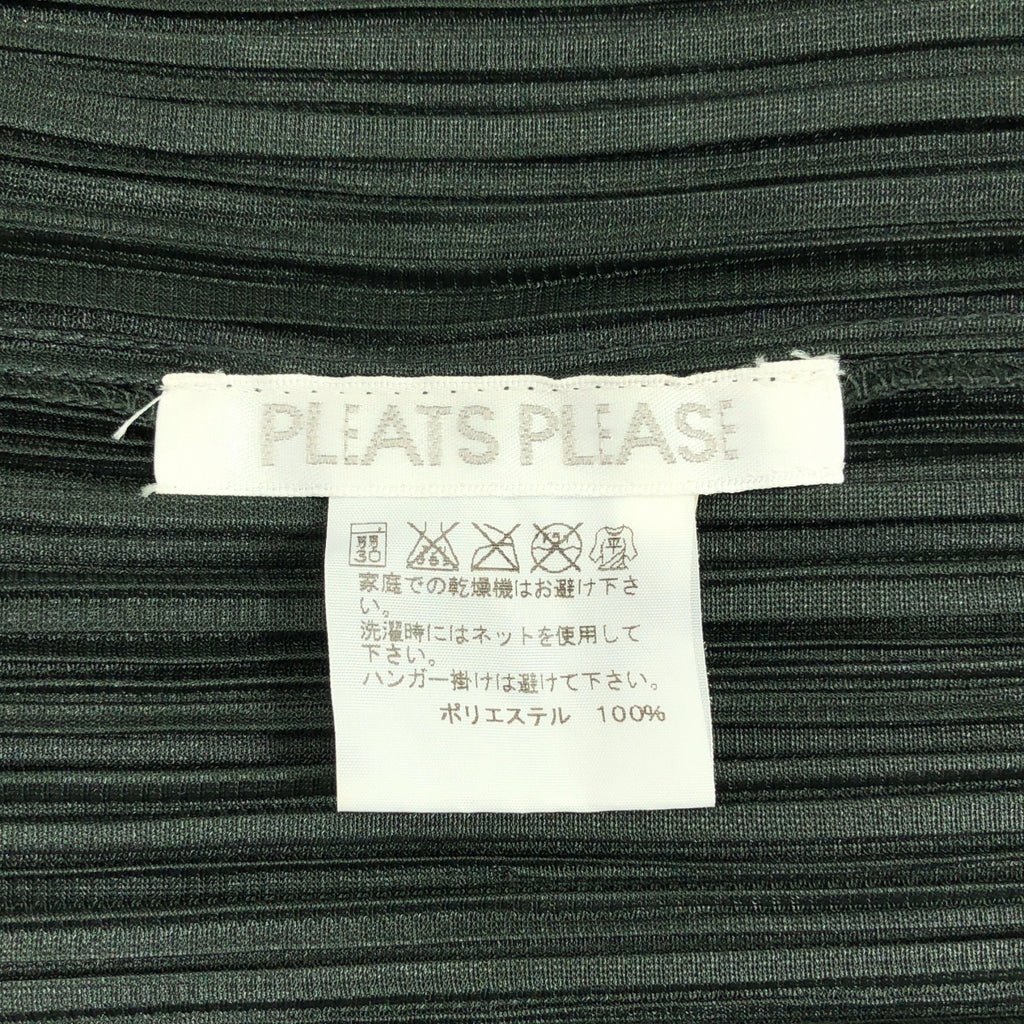 PLEATS PLEASE
30
平
家庭での乾燥機はお避け下さ
い。
洗濯時にはネットを使用して
下さい。
ハンガー掛けは避けて下さい。
ポリエステル 100%